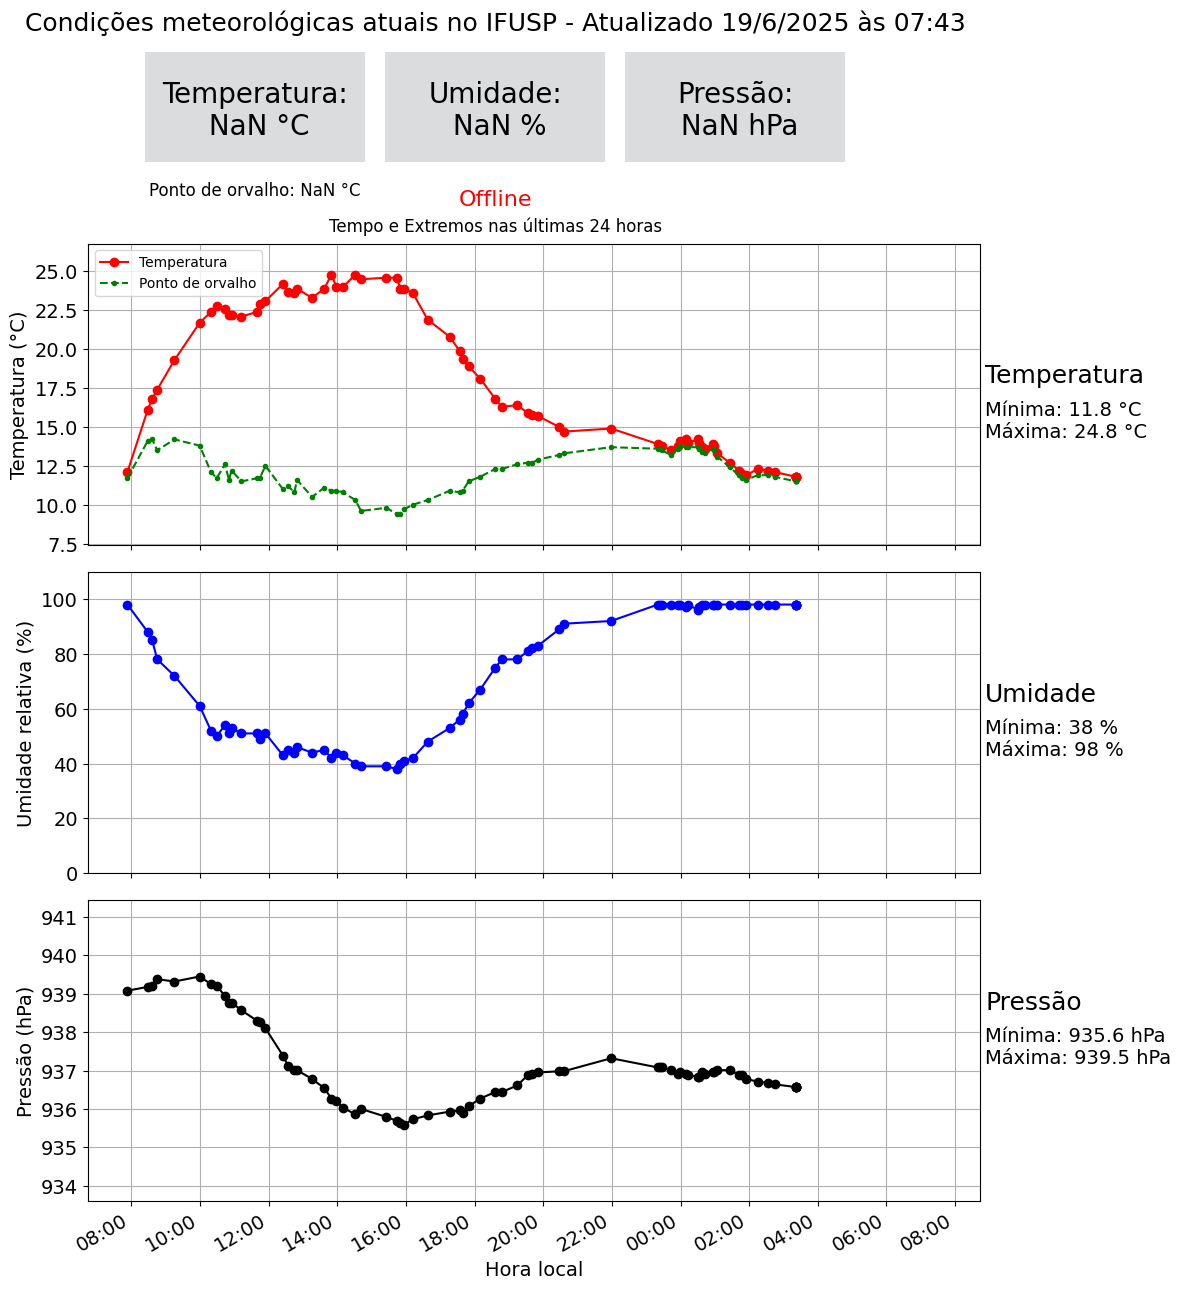 Condições meteorológicas atuais no IFUSP - Atualizado 19/6/2025 às 07:43
Temperatura:
NaN °C
Umidade:
NaN %
Pressão:
NaN hPa
Ponto de orvalho: NaN °C
Offline
Tempo e Extremos nas últimas 24 horas
Temperatura
Ponto de orvalho
Temperatura (°C)
25.0
22.5
20.0
17.5
15.0
12.5
10.0
7.5
Temperatura
Mínima: 11.8 °C
Máxima: 24.8 °C
Umidade relativa (%)
100
80
60
40
20
0
Umidade
Mínima: 38 %
Máxima: 98 %
Pressão (hPa)
941
940
939
938
937
936
935
934
Pressão
Mínima: 935.6 hPa
Máxima: 939.5 hPa
08:00 10:00 12:00 14:00 16:00 18:00 20:00 22:00 00:00 02:00 04:00 06:00 08:00
Hora local